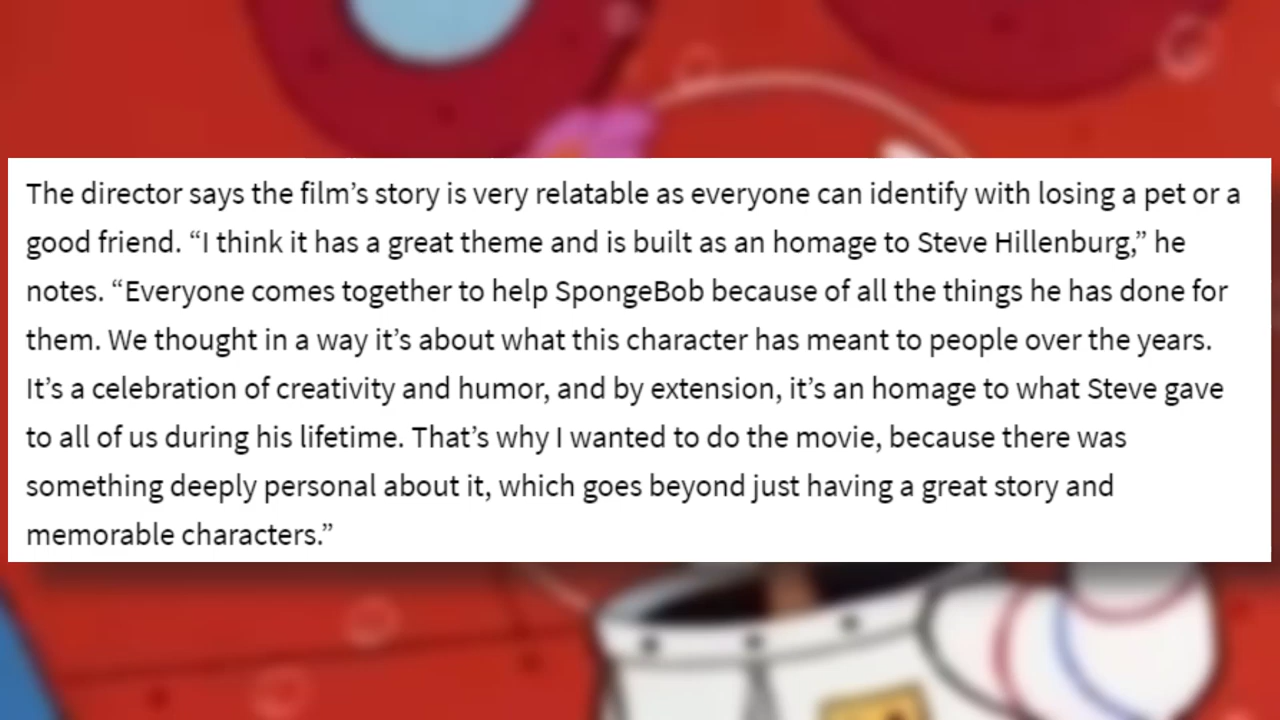 The director says the film’s story is very relatable as everyone can identify with losing a pet or a
good friend. “I think it has a great theme and is built as an homage to Steve Hillenburg,” he
notes. “Everyone comes together to help SpongeBob because of all the things he has done for
them. We thought in a way it’s about what this character has meant to people over the years.
It’s a celebration of creativity and humor, and by extension, it’s an homage to what Steve gave
to all of us during his lifetime. That’s why I wanted to do the movie, because there was
something deeply personal about it, which goes beyond just having a great story and
memorable characters.”